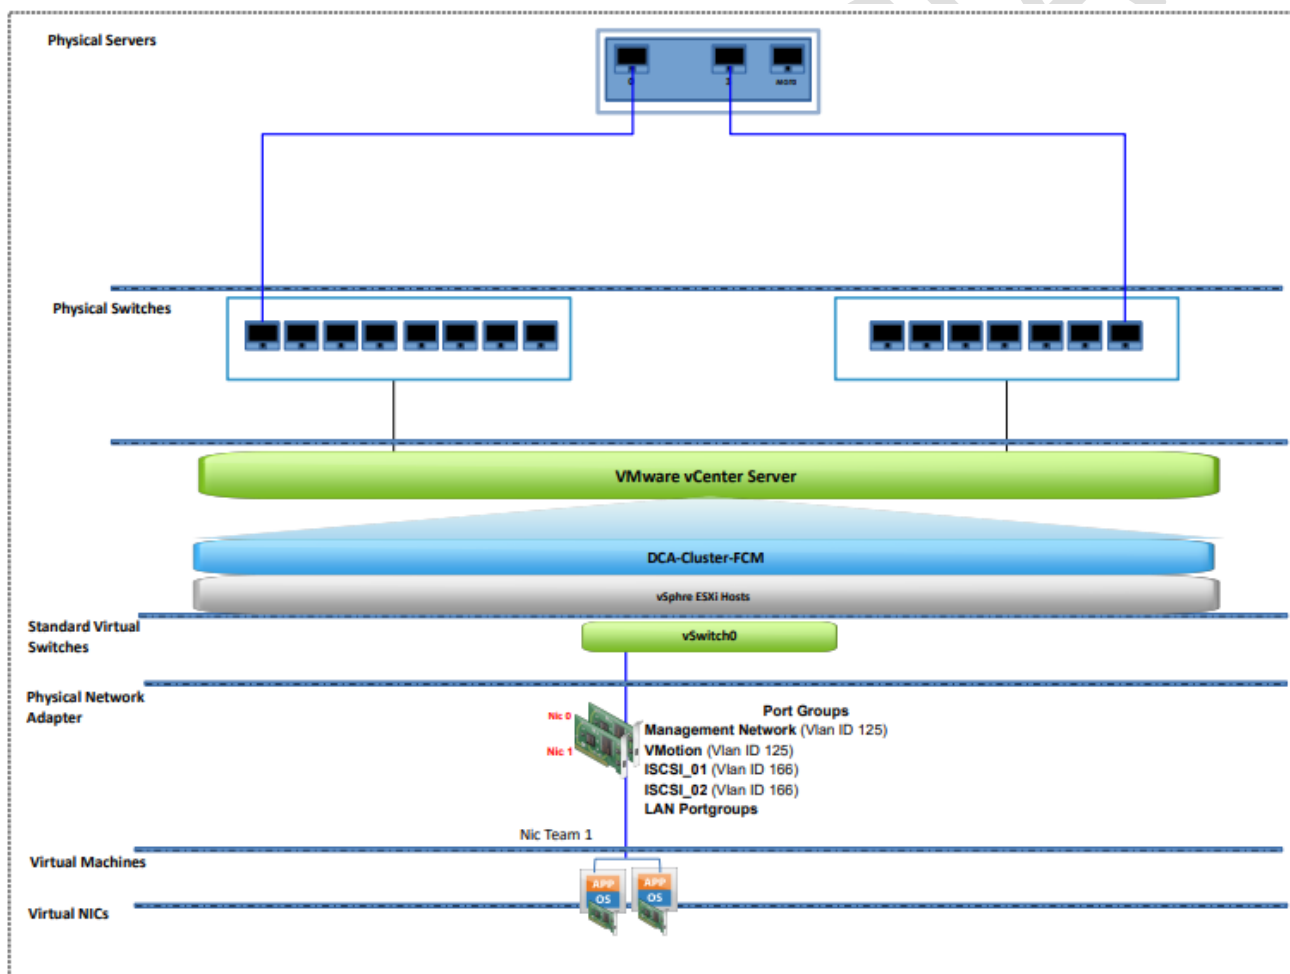 Physical Servers
0
Physical Switches
VMware vCenter Server
DCA-Cluster-FCM
vSphre ESXi Hosts
Standard Virtual
Switches
vSwitch0
Physical Network
Adapter
Nic 0
Nic 1
Port Groups
Management Network (Vlan ID 125)
VMotion (Vlan ID 125)
ISCSI_01 (Vlan ID 166)
ISCSI_02 (Vlan ID 166)
LAN Portgroups
Nic Team 1
Virtual Machines
APP
OS
APP
OS
Virtual NICs